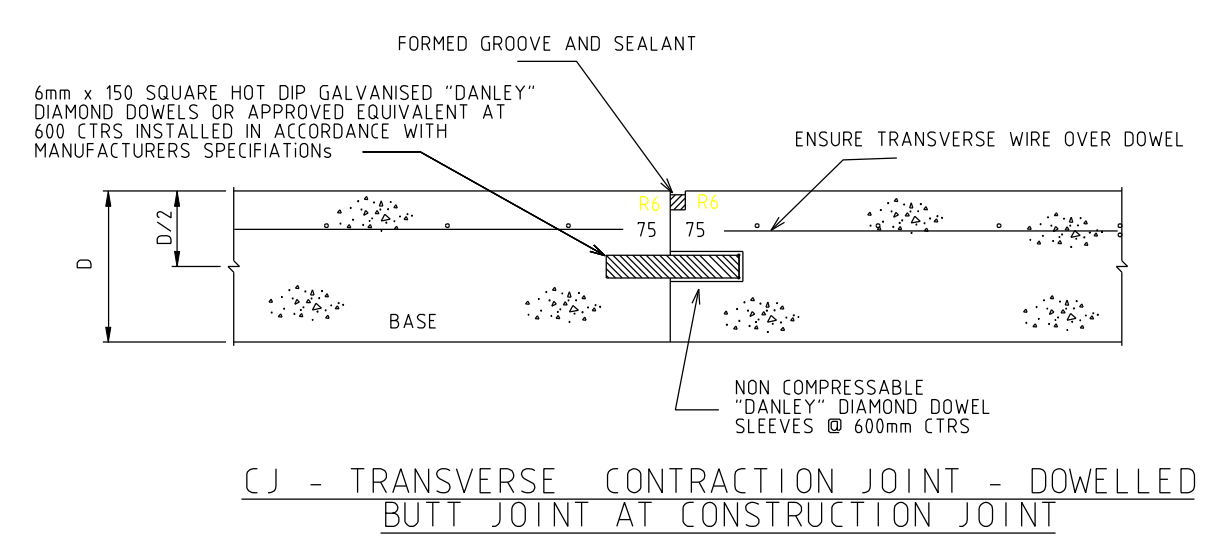 FORMED GROOVE AND SEALANT
6mm x 150 SQUARE HOT DIP GALVANISED "DANLEY"
DIAMOND DOWELS OR APPROVED EQUIVALENT AT
600 CTRS INSTALLED IN ACCORDANCE WITH
MANUFACTURERS SPECIFIATiONs
ENSURE TRANSVERSE WIRE OVER DOWEL
R6 R6
75 75
D/2
D
BASE
NON COMPRESSABLE
"DANLEY" DIAMOND DOWEL
SLEEVES @ 600mm CTRS
CJ - TRANSVERSE CONTRACTION JOINT - DOWELLED
BUTT JOINT AT CONSTRUCTION JOINT